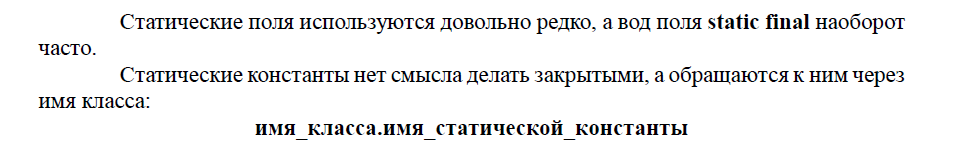 Статические поля используются довольно редко, а вод поля static final наоборот
часто.
Статические константы нет смысла делать закрытыми, а обращаются к ним через
имя класса:
имя_класса.имя_статической_константы